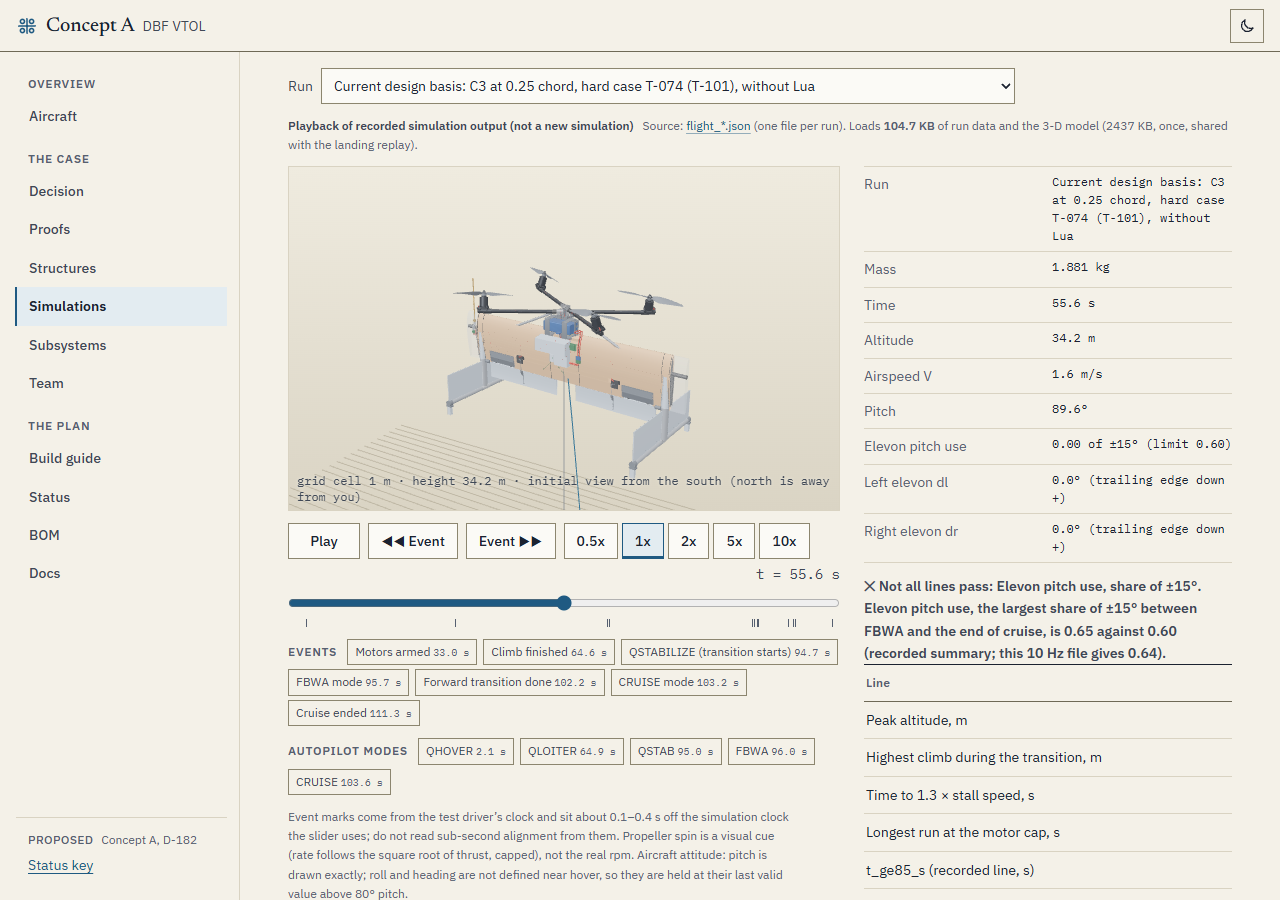 Concept A DBF VTOL
OVERVIEW
Aircraft
THE CASE
Decision
Proofs
Structures
Simulations
Subsystems
Team
THE PLAN
Build guide
Status
BOM
Docs
PROPOSED Concept A, D-182
Status key
Run Current design basis: C3 at 0.25 chord, hard case T-074 (T-101), without Lua
Playback of recorded simulation output (not a new simulation) Source: flight_*.json (one file per run). Loads 104.7 KB of run data and the 3-D model (2437 KB, once, shared
with the landing replay).
grid cell 1 m · height 34.2 m · initial view from the south (north is away
from you)
Play ◀◀ Event Event ▶▶ 0.5x 1x 2x 5x 10x
t = 55.6 s
EVENTS Motors armed 33.0 s Climb finished 64.6 s QSTABILIZE (transition starts) 94.7 s
FBWA mode 95.7 s Forward transition done 102.2 s CRUISE mode 103.2 s
Cruise ended 111.3 s
AUTOPILOT MODES QHOVER 2.1 s QLOITER 64.9 s QSTAB 95.0 s FBWA 96.0 s
CRUISE 103.6 s
Event marks come from the test driver's clock and sit about 0.1–0.4 s off the simulation clock
the slider uses; do not read sub-second alignment from them. Propeller spin is a visual cue
(rate follows the square root of thrust, capped), not the real rpm. Aircraft attitude: pitch is
drawn exactly; roll and heading are not defined near hover, so they are held at their last valid
value above 80° pitch.
Run Current design basis: C3
at 0.25 chord, hard case
T-074 (T-101), without
Lua
Mass 1.881 kg
Time 55.6 s
Altitude 34.2 m
Airspeed V 1.6 m/s
Pitch 89.6°
Elevon pitch use 0.00 of ±15° (limit 0.60)
Left elevon dl 0.0° (trailing edge down
+)
Right elevon dr 0.0° (trailing edge down
+)
✕ Not all lines pass: Elevon pitch use, share of ±15°.
Elevon pitch use, the largest share of ±15° between
FBWA and the end of cruise, is 0.65 against 0.60
(recorded summary; this 10 Hz file gives 0.64).
Line
Peak altitude, m
Highest climb during the transition, m
Time to 1.3 × stall speed, s
Longest run at the motor cap, s
t_ge85_s (recorded line, s)